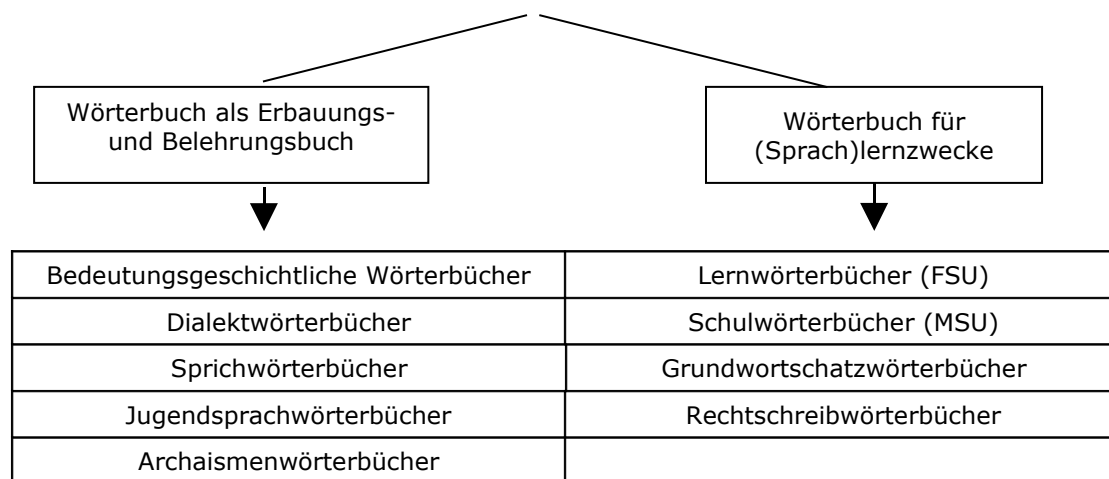 Wörterbuch als Erbauungs-
und Belehrungsbuch
Wörterbuch für
(Sprach)lernzwecke
Bedeutungsgeschichtliche Wörterbücher
Lernwörterbücher (FSU)
Dialektwörterbücher
Schulwörterbücher (MSU)
Sprichwörterbücher
Grundwortschatzwörterbücher
Jugendsprachwörterbücher
Rechtschreibwörterbücher
Archaismenwörterbücher